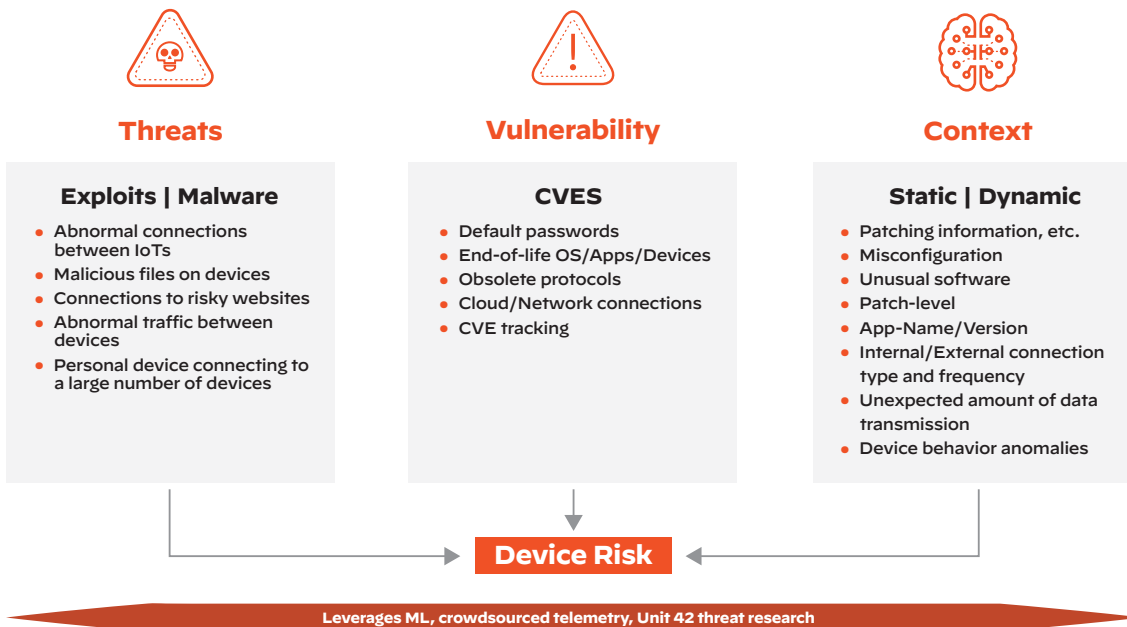 Threats
Exploits | Malware
• Abnormal connections
between IoTs
• Malicious files on devices
• Connections to risky websites
• Abnormal traffic between
devices
• Personal device connecting to
a large number of devices
Vulnerability
CVES
• Default passwords
• End-of-life OS/Apps/Devices
• Obsolete protocols
• Cloud/Network connections
• CVE tracking
Context
Static | Dynamic
• Patching information, etc.
• Misconfiguration
• Unusual software
• Patch-level
• App-Name/Version
• Internal/External connection
type and frequency
• Unexpected amount of data
transmission
• Device behavior anomalies
Device Risk
Leverages ML, crowdsourced telemetry, Unit 42 threat research